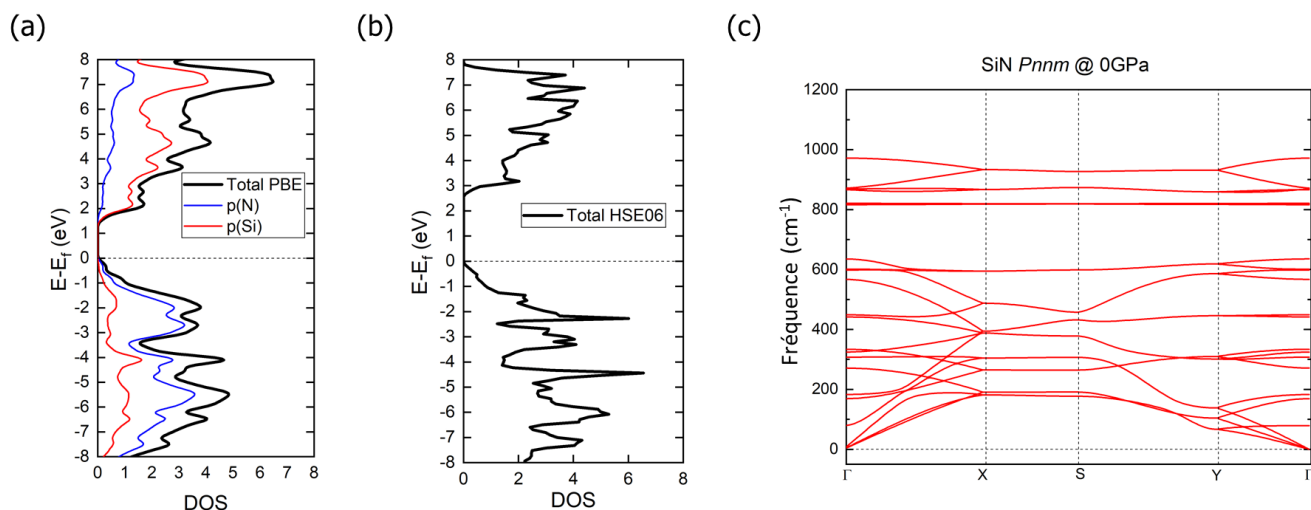 (a)
8
7
6
5
4
3
2
1
0
-1
-2
-3
-4
-5
-6
-7
-8
E-Ef (eV)
Total PBE
p(N)
p(Si)
0 1 2 3 4 5 6 7 8
DOS
(b)
8
7
6
5
4
3
2
1
0
-1
-2
-3
-4
-5
-6
-7
-8
E-Ef (eV)
Total HSE06
0 2 4 6 8
DOS
(c)
SiN Pnnm @ 0GPa
1200
1000
800
600
400
200
0
Fréquence (cm-1)
Γ X S Y Γ